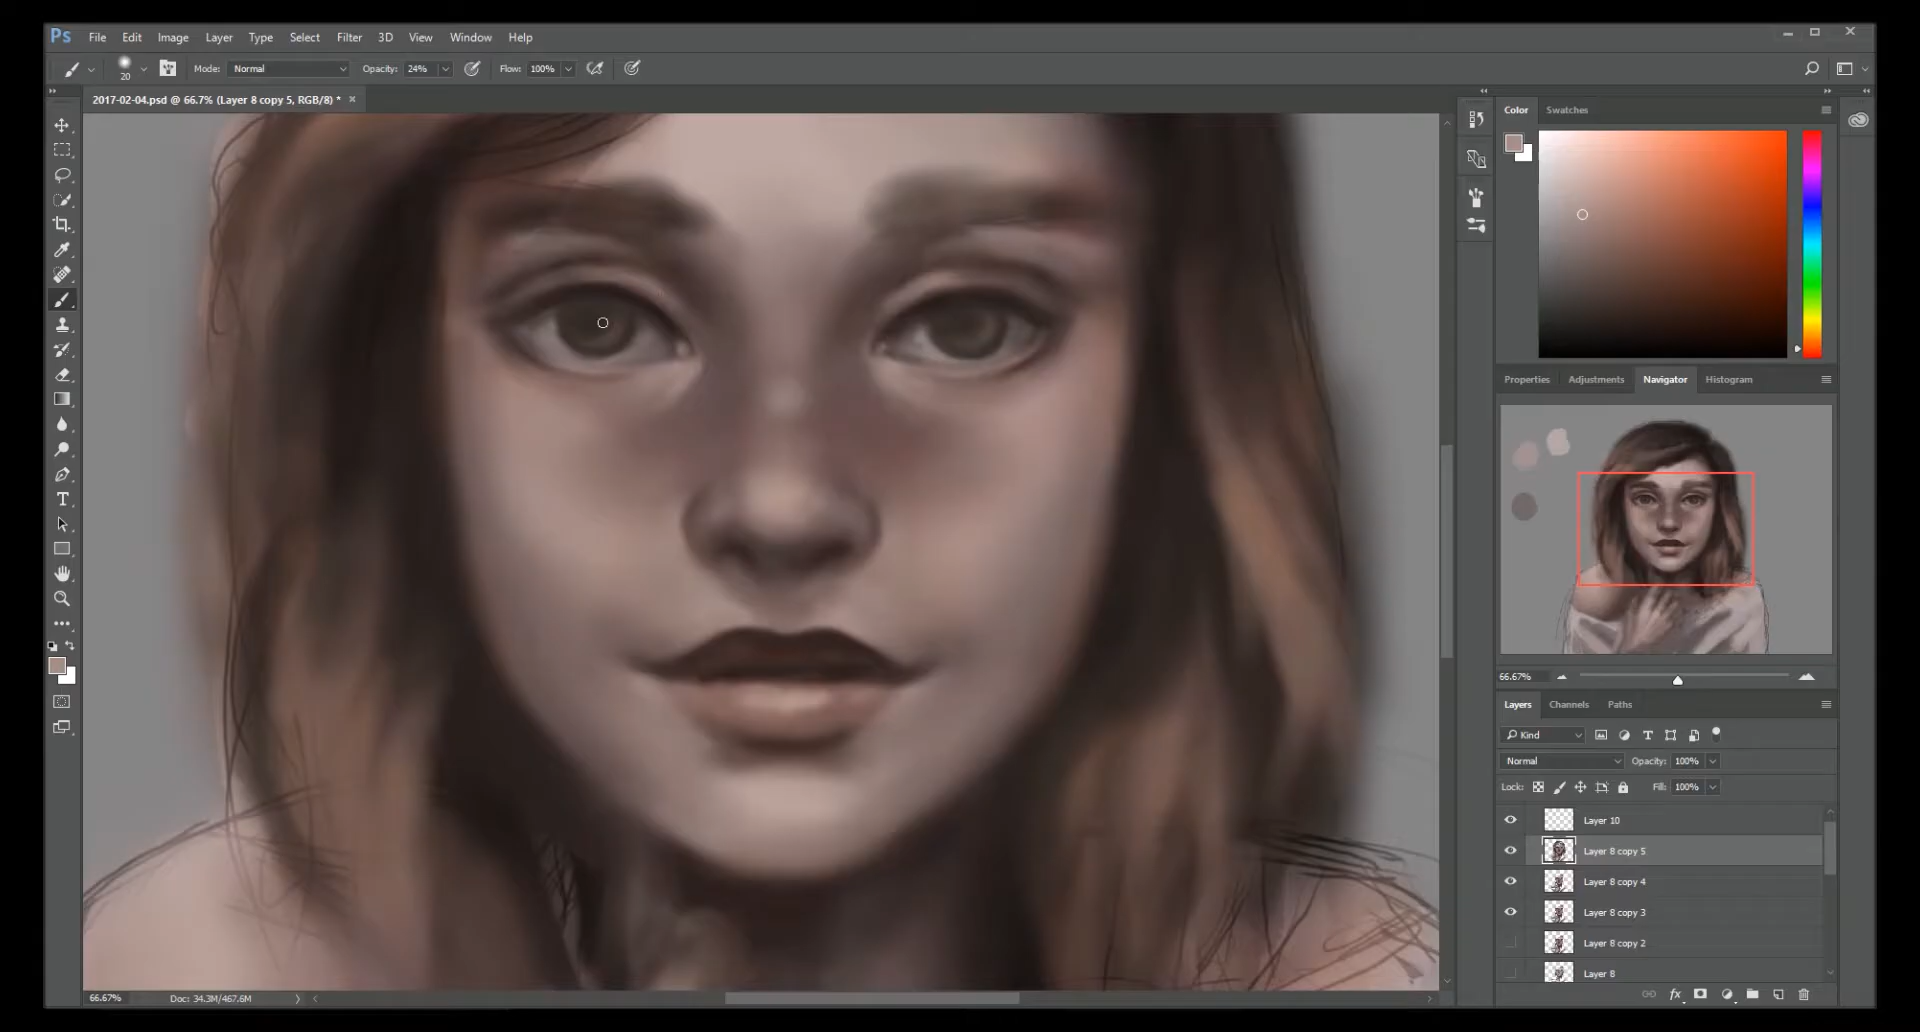 Ps File Edit Image Layer Type Select Filter 3D View Window Help
20 Mode: Normal Opacity: 24% Flow: 100%
2017-02-04.psd @ 66.7% (Layer 8 copy 5, RGB/8) *
Color Swatches
Properties Adjustments Navigator Histogram
66.67%
Layers Channels Paths
Kind
Normal Opacity: 100%
Lock: Fill: 100%
Layer 10
Layer 8 copy 5
Layer 8 copy 4
Layer 8 copy 3
Layer 8 copy 2
Layer 8
fx
66.67% Doc: 34.3M/467.6M